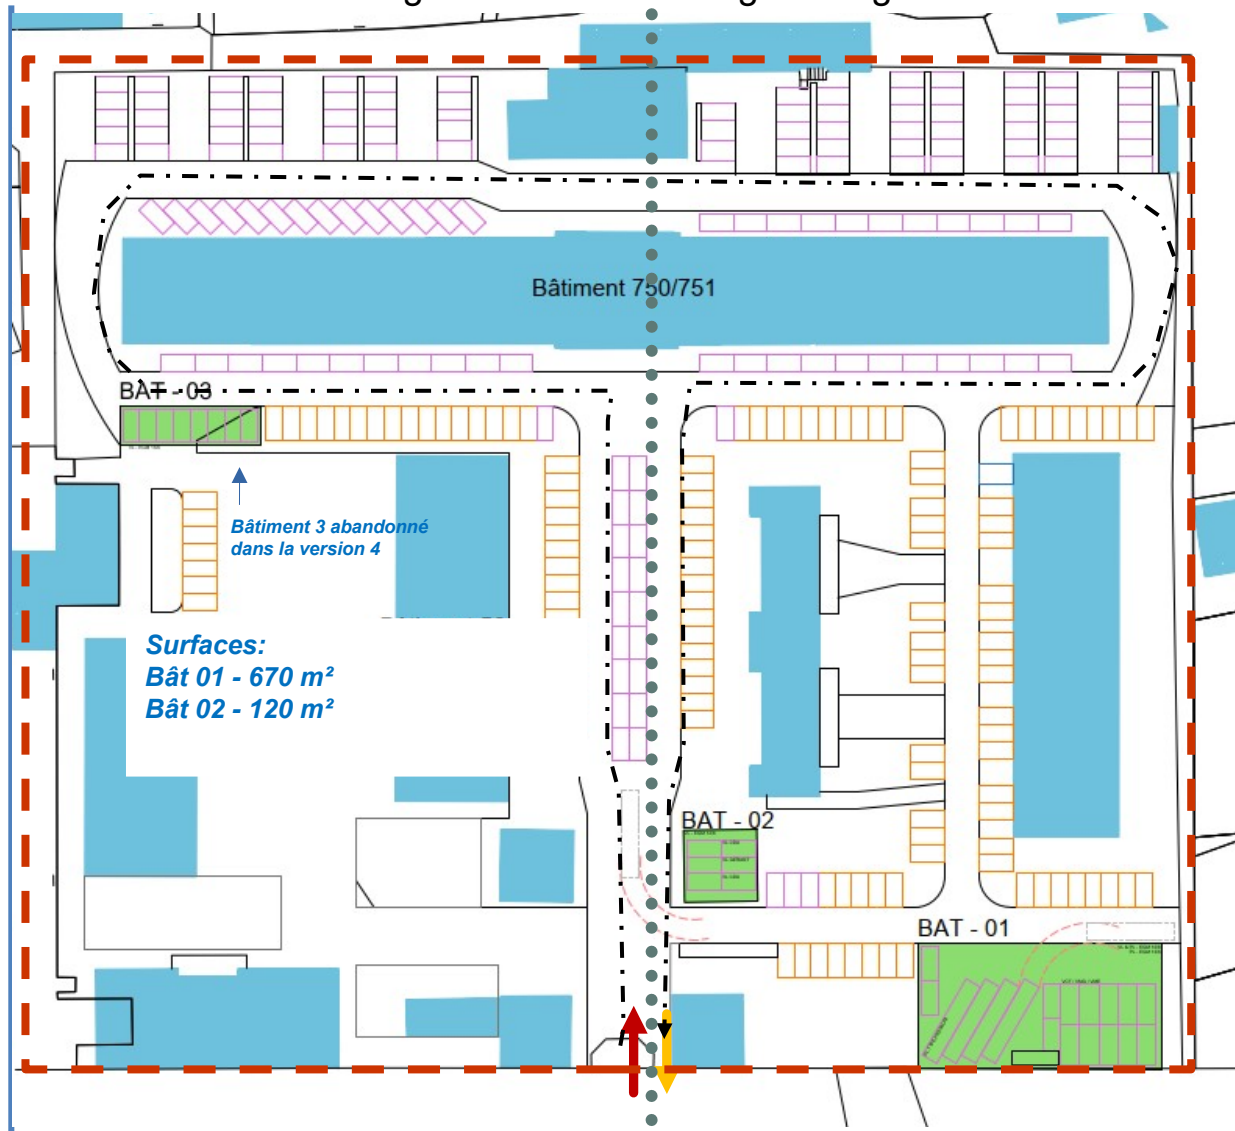 Bâtiment 750/751
BAT - 03
Bâtiment 3 abandonné
dans la version 4
Surfaces:
Bât 01 - 670 m²
Bât 02 - 120 m²
BAT - 02
BAT - 01